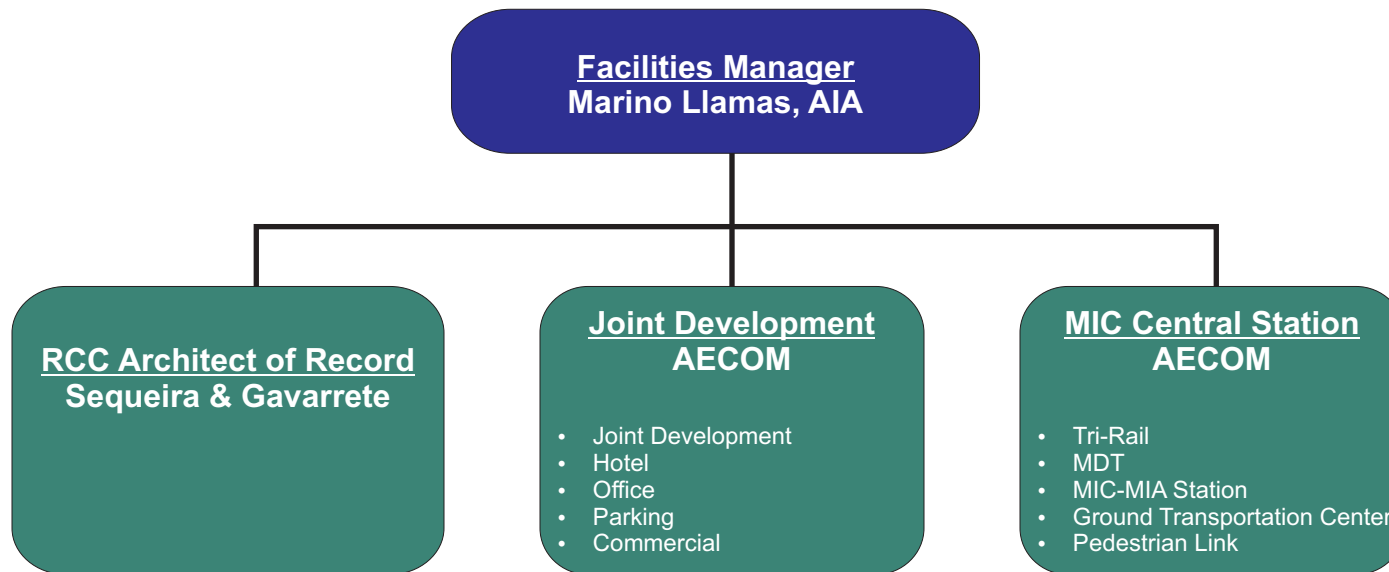 Facilities Manager
Marino Llamas, AIA
RCC Architect of Record
Sequeira & Gavarrete
Joint Development
AECOM
• Joint Development
• Hotel
• Office
• Parking
• Commercial
MIC Central Station
AECOM
• Tri-Rail
• MDT
• MIC-MIA Station
• Ground Transportation Center
• Pedestrian Link